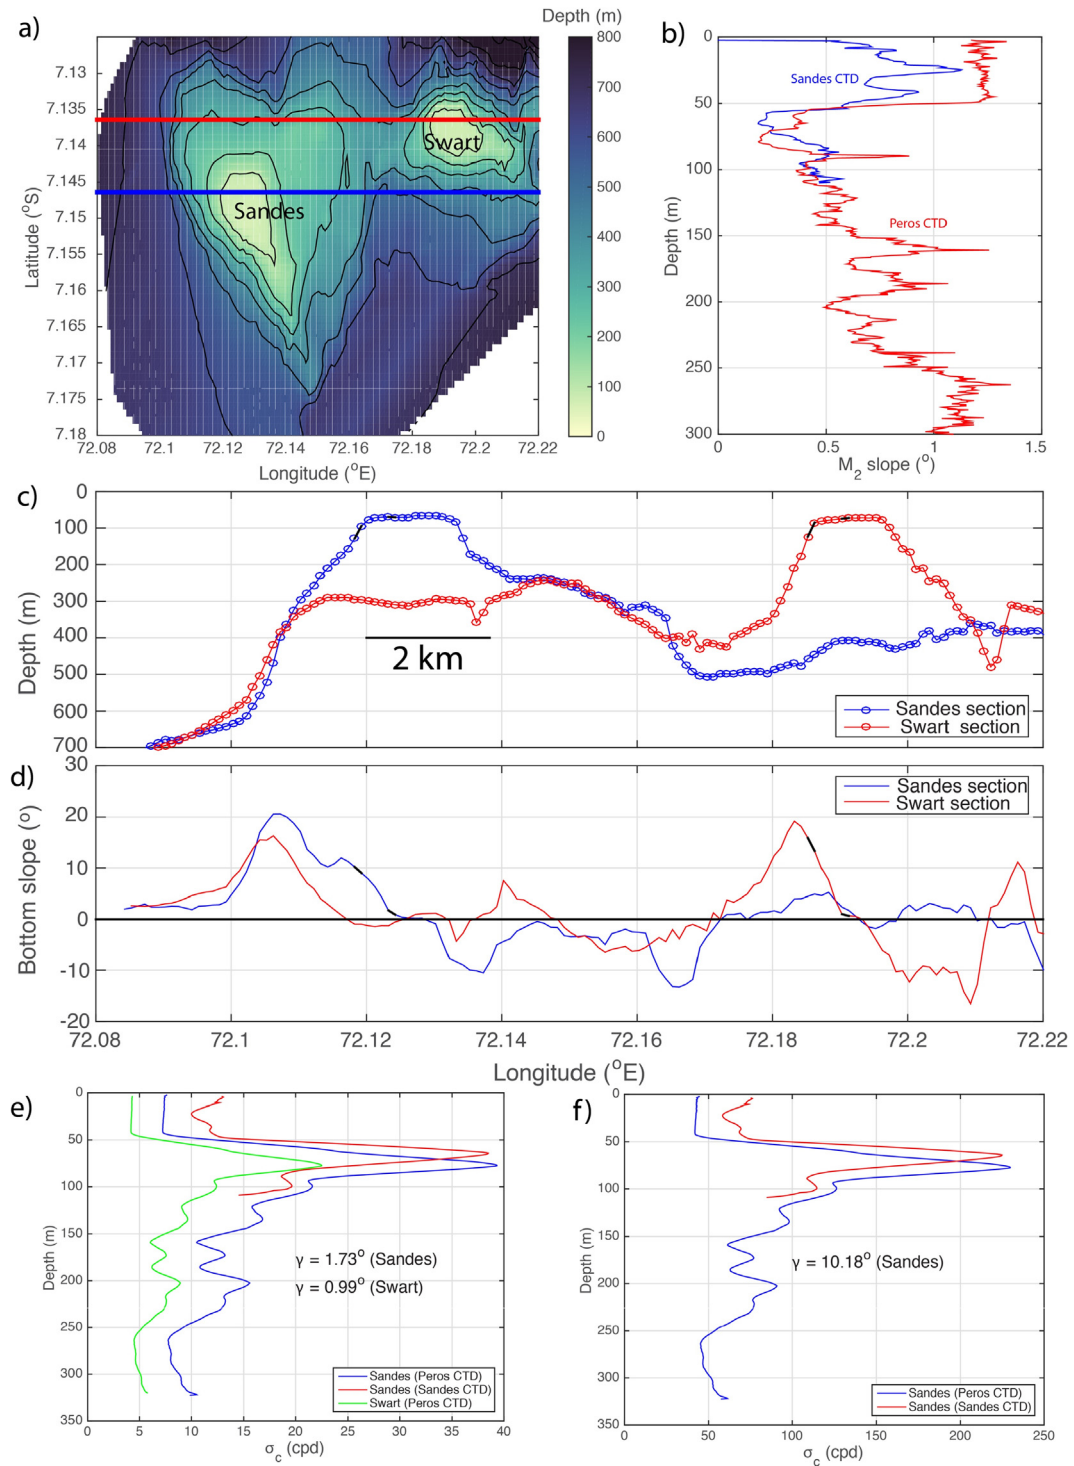 a)
Depth (m)
800
700
600
500
400
300
200
100
0
7.13
7.135
7.14
7.145
7.15
7.155
7.16
7.165
7.17
7.175
7.18
Latitude (°S)
Swart
Sandes
72.08 72.1 72.12 72.14 72.16 72.18 72.2 72.22
Longitude (°E)
b)
0
50
100
150
200
250
300
Depth (m)
Sandes CTD
Peros CTD
0 0.5 1 1.5
M2 slope (°)
c)
0
100
200
300
400
500
600
700
Depth (m)
2 km
Sandes section
Swart section
d)
30
20
10
0
-10
-20
Bottom slope (°)
Sandes section
Swart section
72.08 72.1 72.12 72.14 72.16 72.18 72.2 72.22
Longitude (°E)
e)
0
50
100
150
200
250
300
350
Depth (m)
γ = 1.73° (Sandes)
γ = 0.99° (Swart)
Sandes (Peros CTD)
Sandes (Sandes CTD)
Swart (Peros CTD)
0 5 10 15 20 25 30 35 40
σc (cpd)
f)
0
50
100
150
200
250
300
350
Depth (m)
γ = 10.18° (Sandes)
Sandes (Peros CTD)
Sandes (Sandes CTD)
0 50 100 150 200 250
σc (cpd)